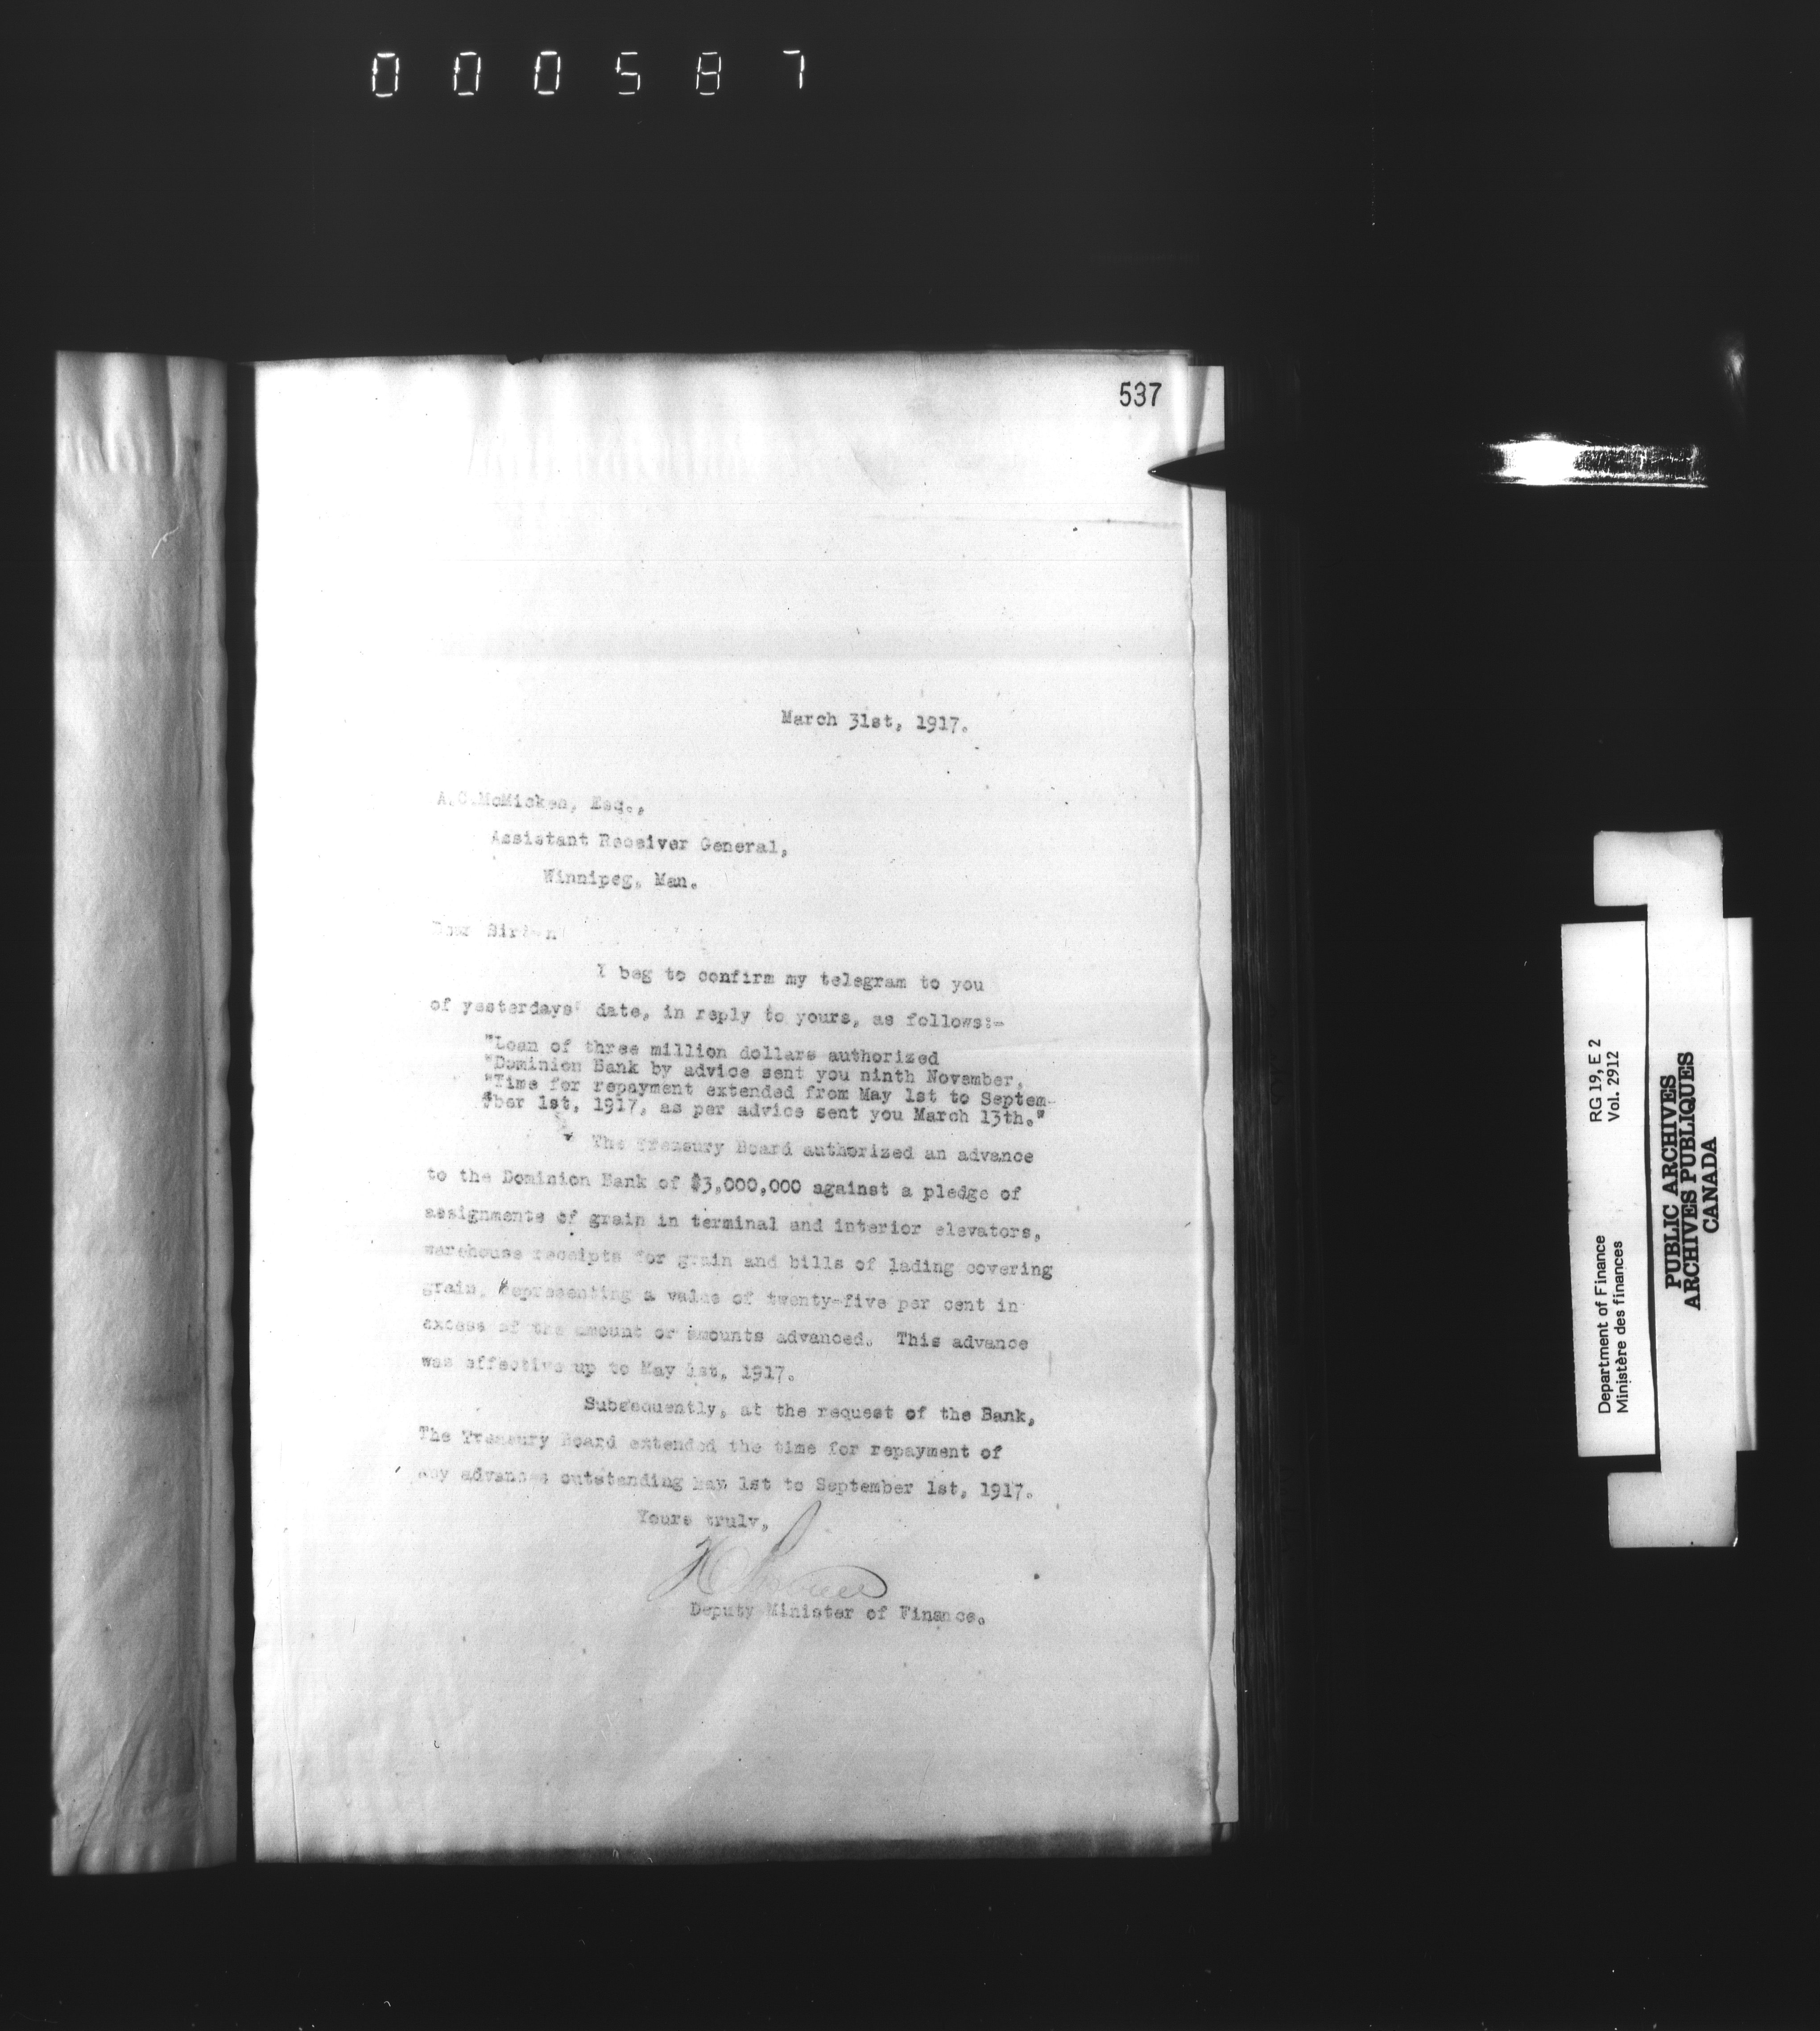 000587
537
March 31st, 1917.
A.C.McMicken, Esq.,
Assistant Receiver General,
Winnipeg, Man.
Dear Sir:-
I beg to confirm my telegram to you
of yesterdays' date, in reply to yours, as follows:-
"Loan of three million dollars authorized
"Dominion Bank by advice sent you ninth November.
"Time for repayment extended from May 1st to Septem-
"ber 1st, 1917, as per advice sent you March 13th."
The Treasury Board authorized an advance
to the Dominion Bank of $3,000,000 against a pledge of
assignments of grain in terminal and interior elevators,
warehouse receipts for grain and bills of lading covering
grain, representing a value of twenty-five per cent in
excess of the amount or amounts advanced. This advance
was effective up to May 1st, 1917.
Subsequently, at the request of the Bank,
The Treasury Board extended the time for repayment of
any advances outstanding May 1st to September 1st, 1917.
Yours truly,
Deputy Minister of Finance.
Department of Finance RG 19, E 2
Ministère des finances Vol. 2912
PUBLIC ARCHIVES
ARCHIVES PUBLIQUES
CANADA